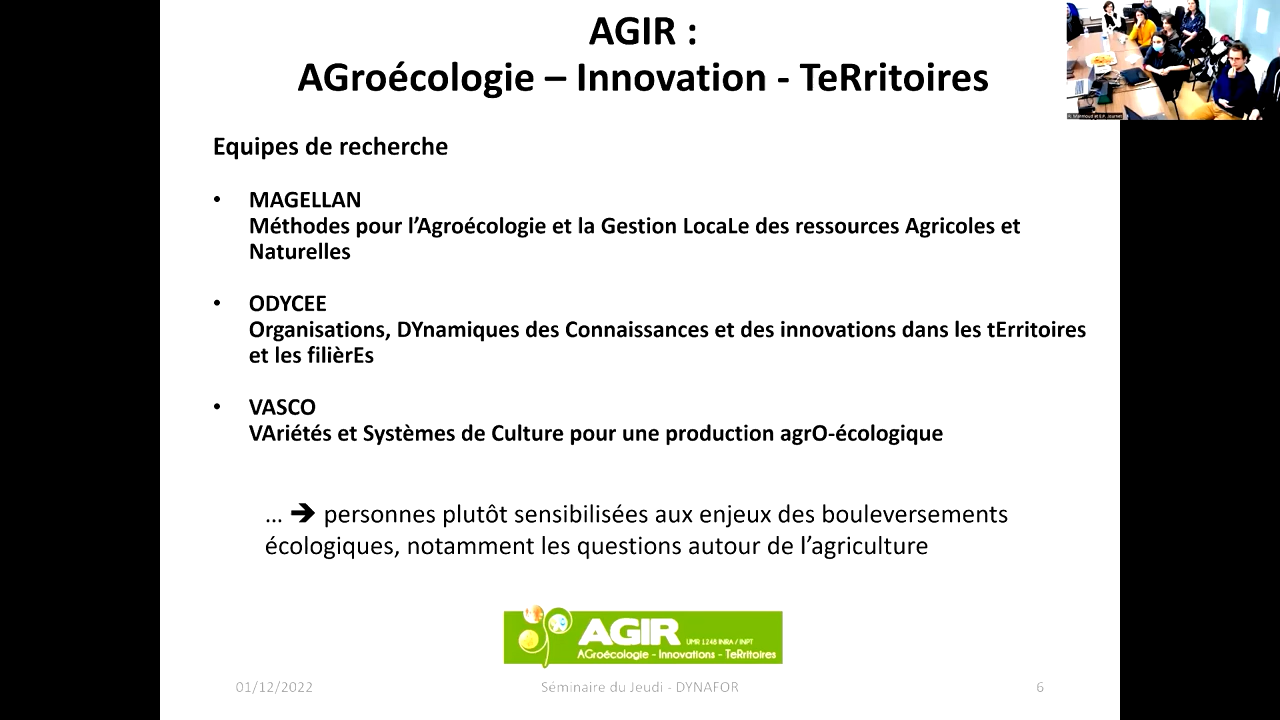 AGIR :
AGroécologie – Innovation - TeRritoires
Equipes de recherche
• MAGELLAN
Méthodes pour l’Agroécologie et la Gestion LocaLe des ressources Agricoles et
Naturelles
• ODYCEE
Organisations, DYnamiques des Connaissances et des innovations dans les tErritoires
et les filièrEs
• VASCO
VAriétés et Systèmes de Culture pour une production agrO-écologique
... ➔ personnes plutôt sensibilisées aux enjeux des bouleversements
écologiques, notamment les questions autour de l’agriculture
AGIR UMR 1248 INRA / INPT
AGroécologie - Innovations - TeRritoires
01/12/2022 Séminaire du Jeudi - DYNAFOR 6